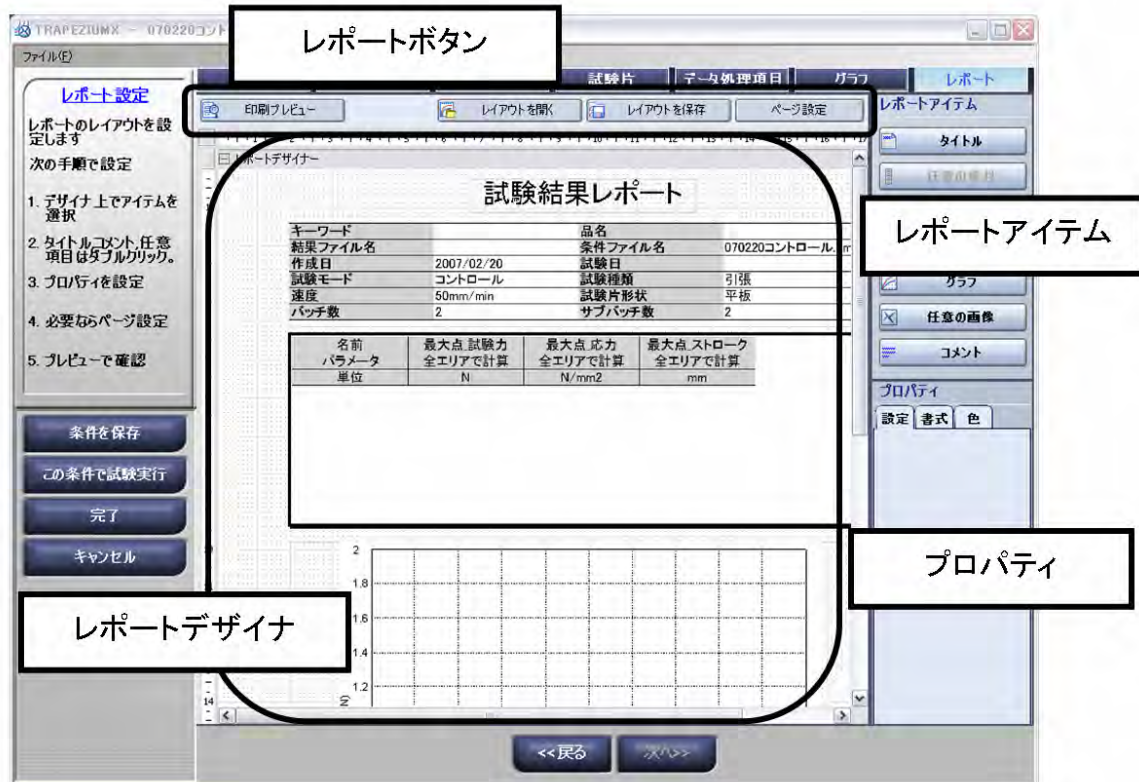 TRAPEZIUMX - 070220コント
レポートボタン
ファイル(F)
試験片
データ処理項目
グラフ
レポート
レポート設定
レポートのレイアウトを設
定します
次の手順で設定
1. デザイナ上でアイテムを
選択
2. タイトル,コメント,任意
項目はダブルクリック。
3. プロパティを設定
4. 必要ならページ設定
5. プレビューで確認
条件を保存
この条件で試験実行
完了
キャンセル
印刷プレビュー
レイアウトを開く
レイアウトを保存
ページ設定
レポートデザイナー
試験結果レポート
キーワード 品名
結果ファイル名 条件ファイル名 070220コントロール
作成日 2007/02/20 試験日
試験モード コントロール 試験種類 引張
速度 50mm/min 試験片形状 平板
バッチ数 2 サブバッチ数 2
名前 最大点_試験力 最大点_応力 最大点_ストローク
パラメータ 全エリアで計算 全エリアで計算 全エリアで計算
単位 N N/mm2 mm
2
1.8
1.6
1.4
1.2
14
レポートデザイナ
レポートアイテム
タイトル
レポートアイテム
グラフ
任意の画像
コメント
プロパティ
設定 書式 色
プロパティ
<<戻る
次へ>>